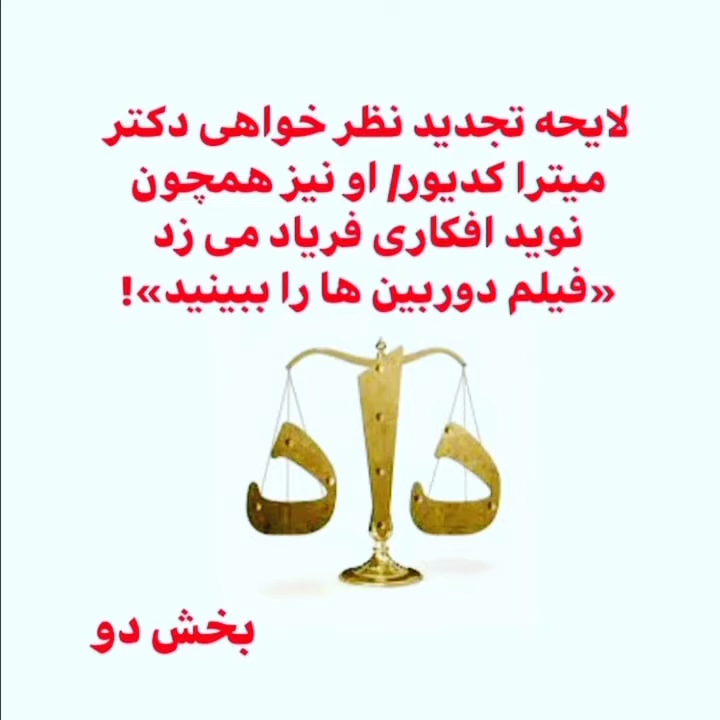 لایحه تجدید نظر خواهی دکتر
میترا کدیور/ او نیز همچون
نوید افکاری فریاد می زد
«فیلم دوربین ها را ببینید»!
داد
بخش دو